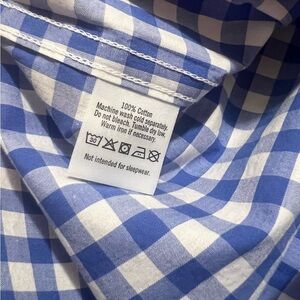 100% Cotton
Machine wash cold separately.
Do not bleach. Tumble dry low.
Warm iron if necessary.
30
Not intended for sleepwear.